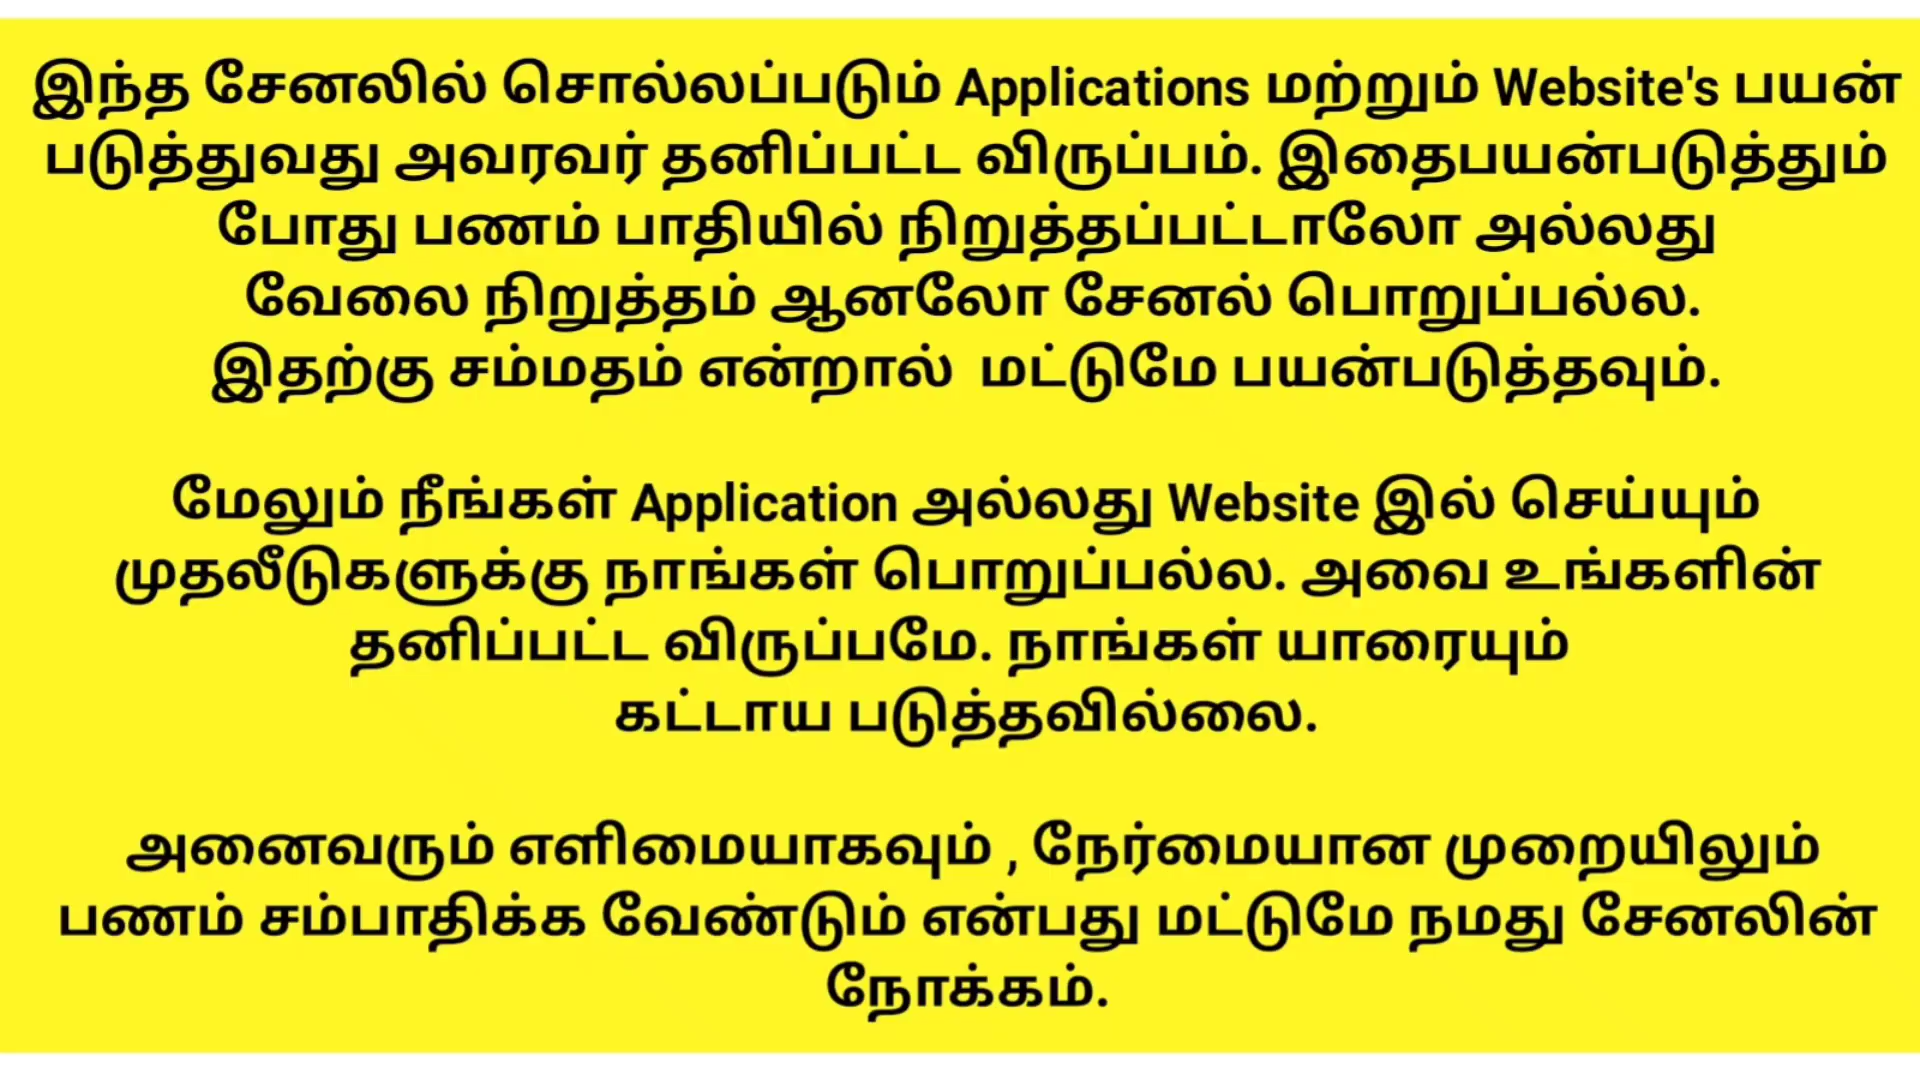 இந்த சேனலில் சொல்லப்படும் Applications மற்றும் Website's பயன்
படுத்துவது அவரவர் தனிப்பட்ட விருப்பம். இதைபயன்படுத்தும்
போது பணம் பாதியில் நிறுத்தப்பட்டாலோ அல்லது
வேலை நிறுத்தம் ஆனலோ சேனல் பொறுப்பல்ல.
இதற்கு சம்மதம் என்றால் மட்டுமே பயன்படுத்தவும்.
மேலும் நீங்கள் Application அல்லது Website இல் செய்யும்
முதலீடுகளுக்கு நாங்கள் பொறுப்பல்ல. அவை உங்களின்
தனிப்பட்ட விருப்பமே. நாங்கள் யாரையும்
கட்டாய படுத்தவில்லை.
அனைவரும் எளிமையாகவும் , நேர்மையான முறையிலும்
பணம் சம்பாதிக்க வேண்டும் என்பது மட்டுமே நமது சேனலின்
நோக்கம்.